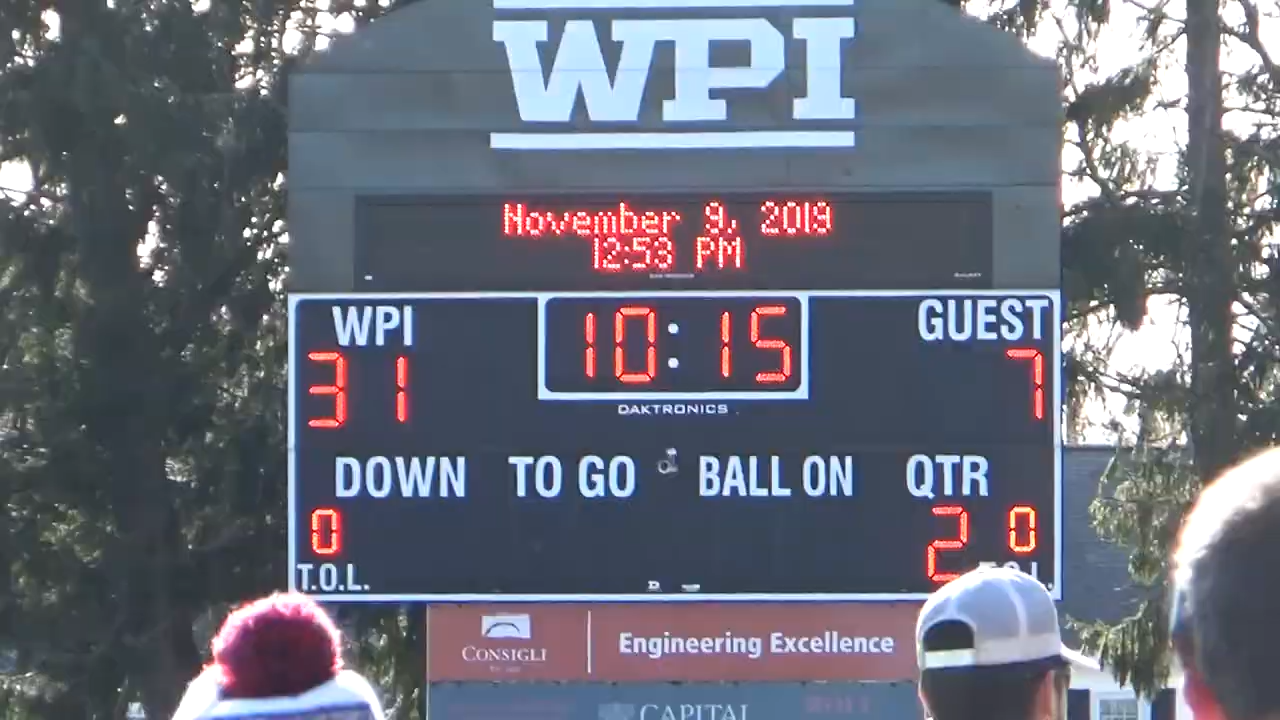 WPI
November 9, 2019
12:53 PM
WPI 10:15 GUEST
31 7
DAKTRONICS
DOWN TO GO BALL ON QTR
0 2 0
T.O.L. T.O.L.
CONSIGLI Engineering Excellence
CAPITAL